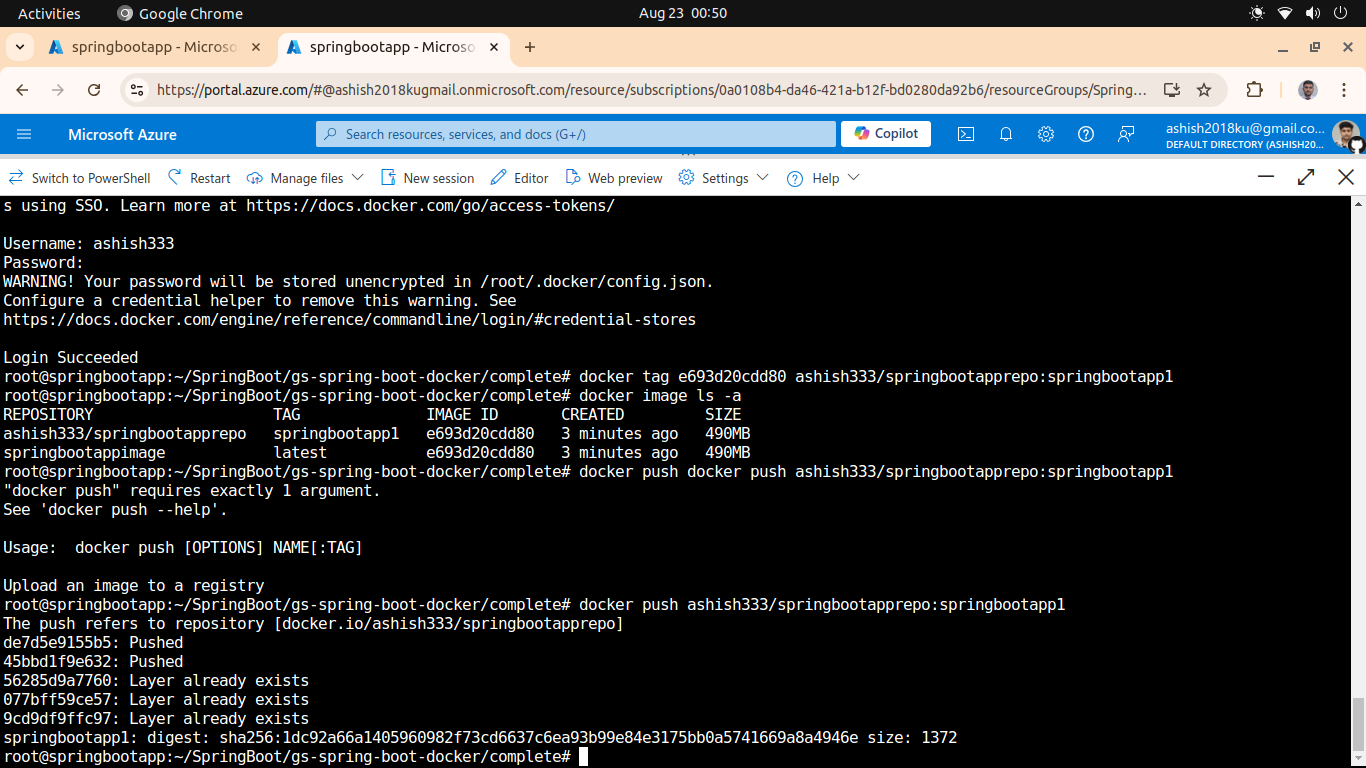 Activities Google Chrome Aug 23 00:50
springbootapp - Microso springbootapp - Microso
https://portal.azure.com/#@ashish2018kugmail.onmicrosoft.com/resource/subscriptions/0a0108b4-da46-421a-b12f-bd0280da92b6/resourceGroups/Spring...
Microsoft Azure Search resources, services, and docs (G+/) Copilot ashish2018ku@gmail.co...
DEFAULT DIRECTORY (ASHISH20...
Switch to PowerShell Restart Manage files New session Editor Web preview Settings Help
s using SSO. Learn more at https://docs.docker.com/go/access-tokens/
Username: ashish333
Password:
WARNING! Your password will be stored unencrypted in /root/.docker/config.json.
Configure a credential helper to remove this warning. See
https://docs.docker.com/engine/reference/commandline/login/#credential-stores
Login Succeeded
root@springbootapp:~/SpringBoot/gs-spring-boot-docker/complete# docker tag e693d20cdd80 ashish333/springbootapprepo:springbootapp1
root@springbootapp:~/SpringBoot/gs-spring-boot-docker/complete# docker image ls -a
REPOSITORY TAG IMAGE ID CREATED SIZE
ashish333/springbootapprepo springbootapp1 e693d20cdd80 3 minutes ago 490MB
springbootappimage latest e693d20cdd80 3 minutes ago 490MB
root@springbootapp:~/SpringBoot/gs-spring-boot-docker/complete# docker push docker push ashish333/springbootapprepo:springbootapp1
"docker push" requires exactly 1 argument.
See 'docker push --help'.
Usage:  docker push [OPTIONS] NAME[:TAG]
Upload an image to a registry
root@springbootapp:~/SpringBoot/gs-spring-boot-docker/complete# docker push ashish333/springbootapprepo:springbootapp1
The push refers to repository [docker.io/ashish333/springbootapprepo]
de7d5e9155b5: Pushed
45bbd1f9e632: Pushed
56285d9a7760: Layer already exists
077bff59ce57: Layer already exists
9cd9df9ffc97: Layer already exists
springbootapp1: digest: sha256:1dc92a66a1405960982f73cd6637c6ea93b99e84e3175bb0a5741669a8a4946e size: 1372
root@springbootapp:~/SpringBoot/gs-spring-boot-docker/complete#